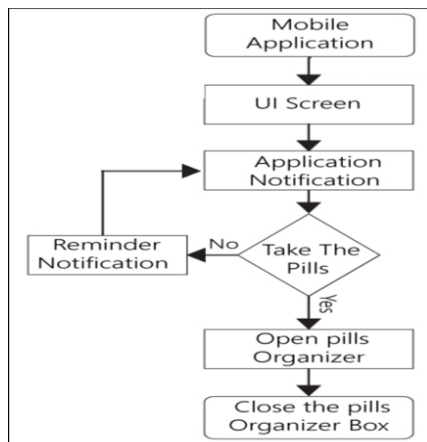 Mobile
Application
UI Screen
Application
Notification
Take The
Pills
No
Reminder
Notification
Yes
Open pills
Organizer
Close the pills
Organizer Box